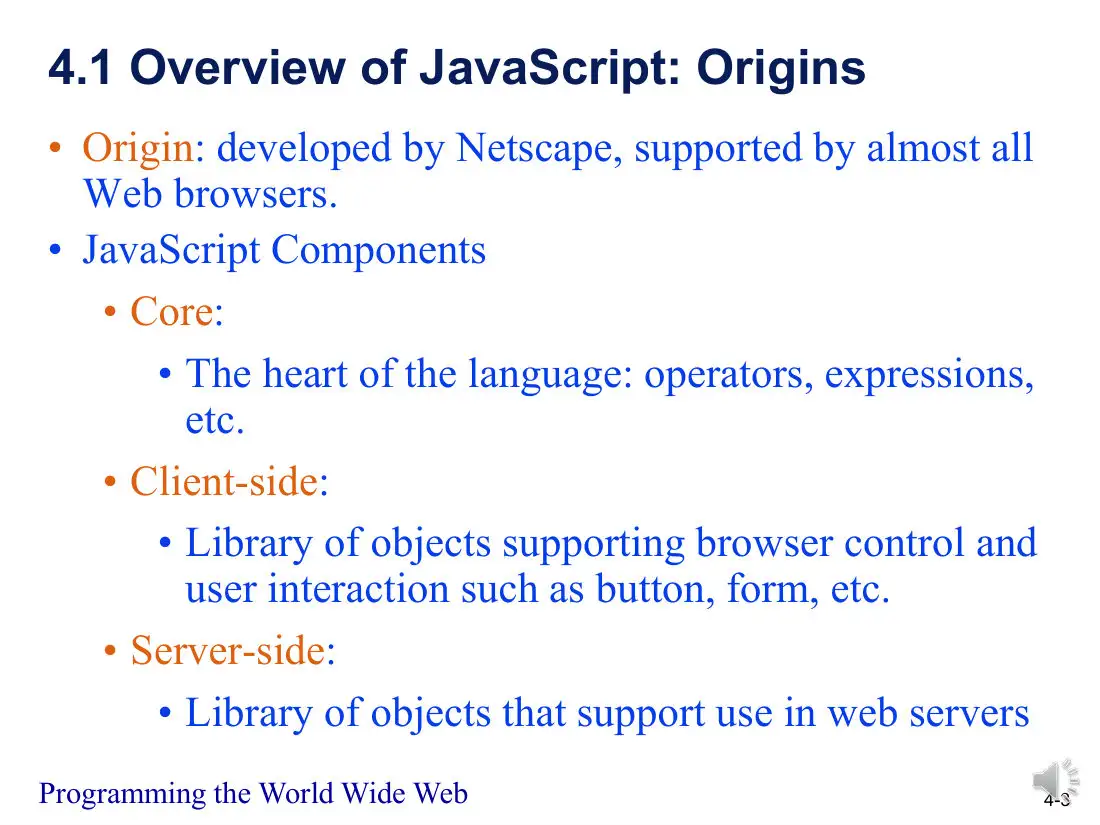 4.1 Overview of JavaScript: Origins
• Origin: developed by Netscape, supported by almost all
Web browsers.
• JavaScript Components
• Core:
• The heart of the language: operators, expressions,
etc.
• Client-side:
• Library of objects supporting browser control and
user interaction such as button, form, etc.
• Server-side:
• Library of objects that support use in web servers
Programming the World Wide Web
4-3